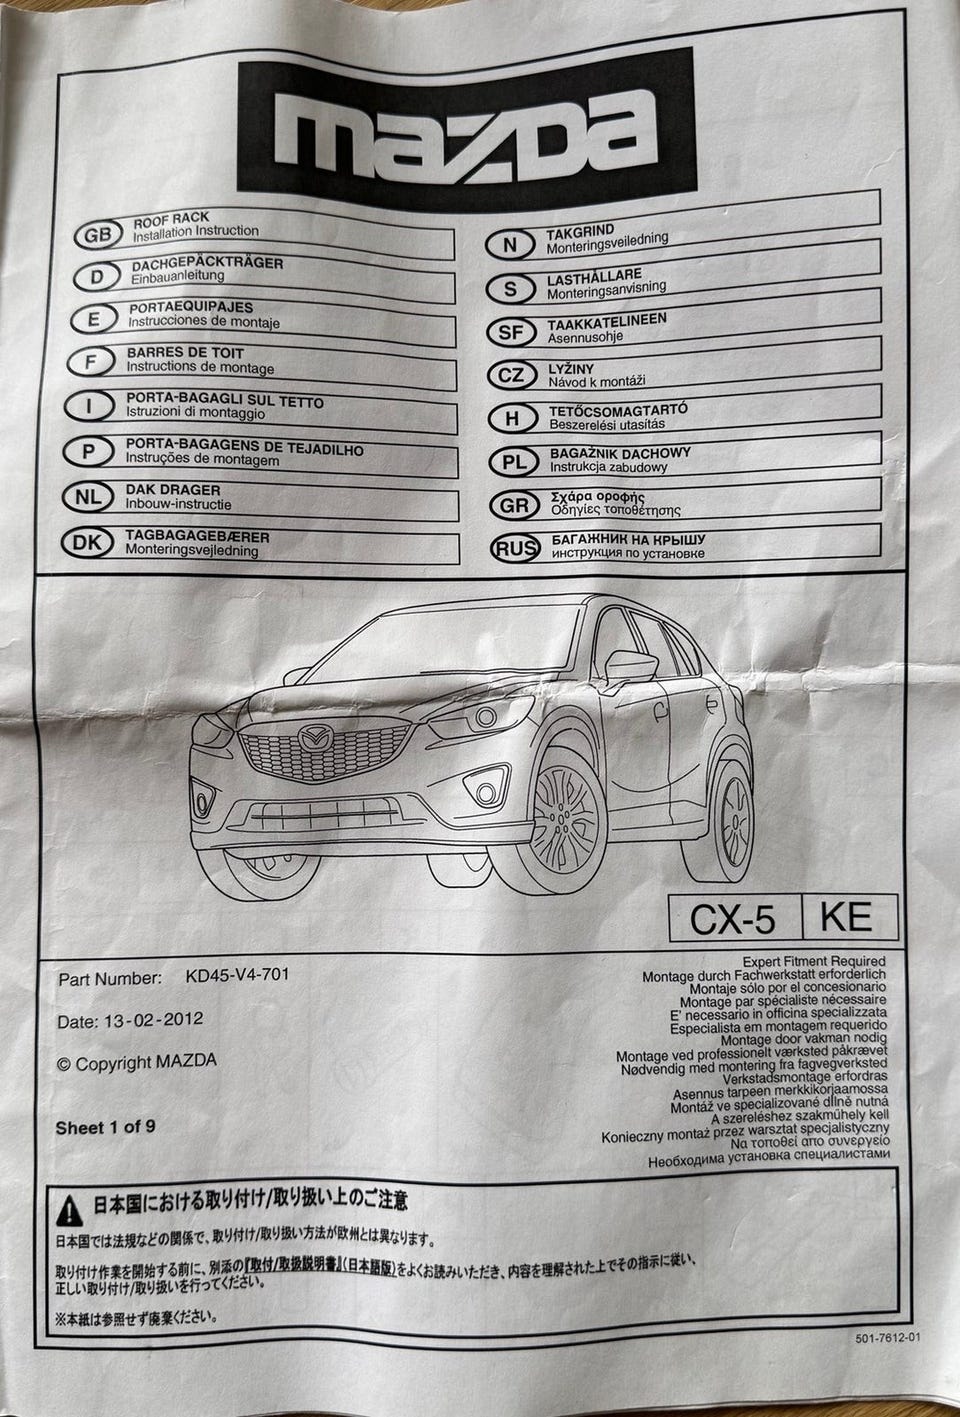 mazda
GB
ROOF RACK
Installation Instruction
D
DACHGEPÄCKTRÄGER
Einbauanleitung
E
PORTAEQUIPAJES
Instrucciones de montaje
F
BARRES DE TOIT
Instructions de montage
I
PORTA-BAGAGLI SUL TETTO
Istruzioni di montaggio
P
PORTA-BAGAGENS DE TEJADILHO
Instruções de montagem
NL
DAK DRAGER
Inbouw-instructie
DK
TAGBAGAGEBÆRER
Monteringsvejledning
N
TAKGRIND
Monteringsveiledning
S
LASTHÅLLARE
Monteringsanvisning
SF
TAAKKATELINEEN
Asennusohje
CZ
LYŽINY
Návod k montáži
H
TETŐCSOMAGTARTÓ
Beszerelési utasítás
PL
BAGAŻNIK DACHOWY
Instrukcja zabudowy
GR
Σχάρα οροφής
Οδηγίες τοποθέτησης
RUS
БАГАЖНИК НА КРЫШУ
инструкция по установке
CX-5 KE
Part Number: KD45-V4-701
Date: 13-02-2012
© Copyright MAZDA
Sheet 1 of 9
Expert Fitment Required
Montage durch Fachwerkstatt erforderlich
Montaje sólo por el concesionario
Montage par spécialiste nécessaire
E' necessario in officina specializzata
Especialista em montagem requerido
Montage door vakman nodig
Montage ved professionelt værksted påkrævet
Nødvendig med montering fra fagvegverksted
Verkstadsmontage erfordras
Asennus tarpeen merkkikorjaamossa
Montáž ve specializované dílně nutná
A szereléshez szakműhely kell
Konieczny montaż przez warsztat specjalistyczny
Να τοποθεί απο συνεργείο
Необходима установка специалистами
日本国における取り付け/取り扱い上のご注意
日本国では法規などの関係で、取り付け/取り扱い方法が欧州とは異なります。
取り付け作業を開始する前に、別添の『取付/取扱説明書』(日本語版)をよくお読みいただき、内容を理解された上でその指示に従い、
正しい取り付け/取り扱いを行ってください。
※本紙は参照せず廃棄ください。
501-7612-01